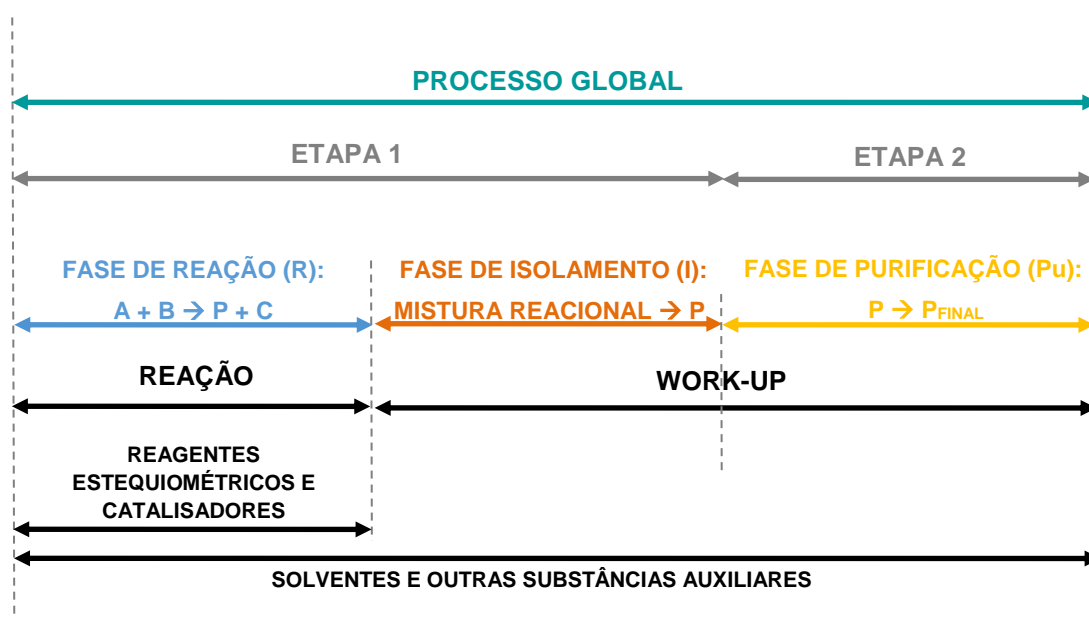 PROCESSO GLOBAL
ETAPA 1
ETAPA 2
FASE DE REAÇÃO (R):
A + B → P + C
FASE DE ISOLAMENTO (I):
MISTURA REACIONAL → P
FASE DE PURIFICAÇÃO (Pu):
P → PFINAL
REAÇÃO
WORK-UP
REAGENTES
ESTEQUIOMÉTRICOS E
CATALISADORES
SOLVENTES E OUTRAS SUBSTÂNCIAS AUXILIARES